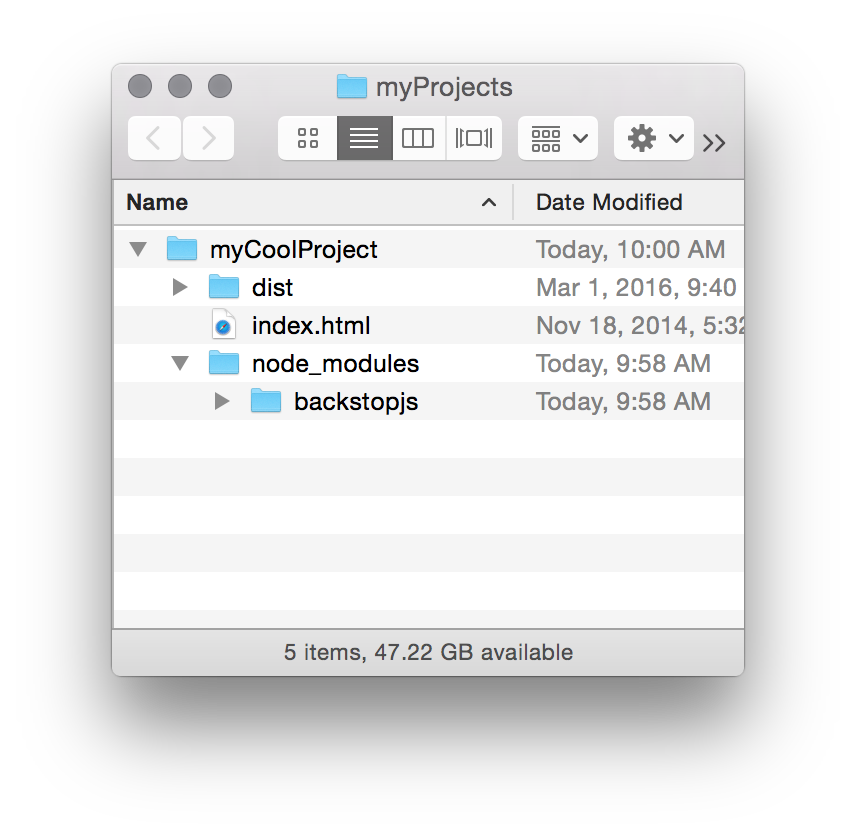 myProjects
Name Date Modified
myCoolProject Today, 10:00 AM
dist Mar 1, 2016, 9:40
index.html Nov 18, 2014, 5:32
node_modules Today, 9:58 AM
backstopjs Today, 9:58 AM
5 items, 47.22 GB available